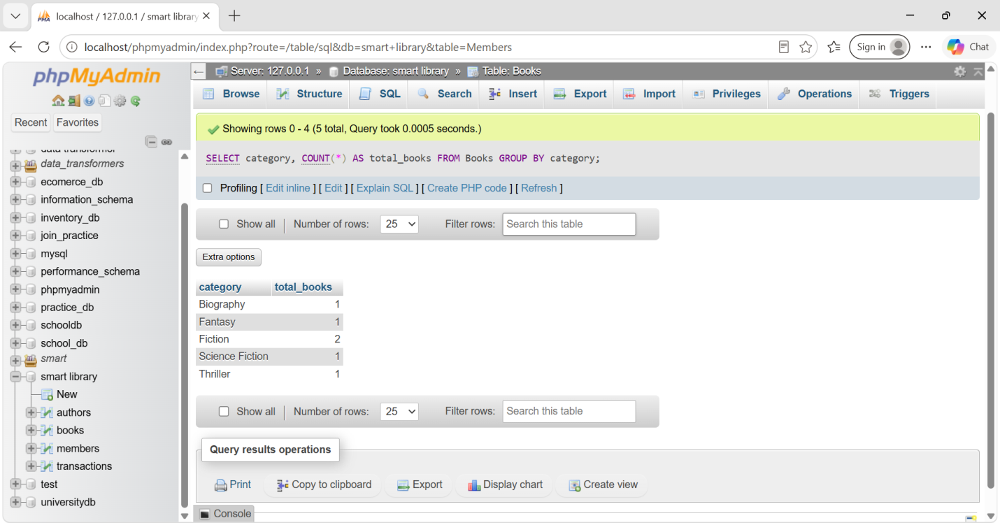 localhost / 127.0.0.1 / smart library
localhost/phpmyadmin/index.php?route=/table/sql&db=smart+library&table=Members
Sign in
Chat
phpMyAdmin
Recent
Favorites
data transformer
data_transformers
ecomerce_db
information_schema
inventory_db
join_practice
mysql
performance_schema
phpmyadmin
practice_db
schooldb
school_db
smart
smart library
New
authors
books
members
transactions
test
universitydb
Server: 127.0.0.1 » Database: smart library » Table: Books
Browse Structure SQL Search Insert Export Import Privileges Operations Triggers
Showing rows 0 - 4 (5 total, Query took 0.0005 seconds.)
SELECT category, COUNT(*) AS total_books FROM Books GROUP BY category;
Profiling [ Edit inline ] [ Edit ] [ Explain SQL ] [ Create PHP code ] [ Refresh ]
Show all | Number of rows: 25 Filter rows: Search this table
Extra options
category total_books
Biography 1
Fantasy 1
Fiction 2
Science Fiction 1
Thriller 1
Show all | Number of rows: 25 Filter rows: Search this table
Query results operations
Print Copy to clipboard Export Display chart Create view
Console